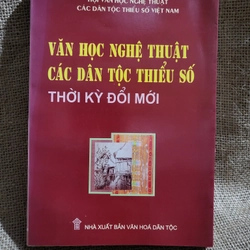 HỘI VĂN HỌC NGHỆ THUẬT
CÁC DÂN TỘC THIỂU SỐ VIỆT NAM
VĂN HỌC NGHỆ THUẬT
CÁC DÂN TỘC THIỂU SỐ
THỜI KỲ ĐỔI MỚI
NHÀ XUẤT BẢN VĂN HOÁ DÂN TỘC